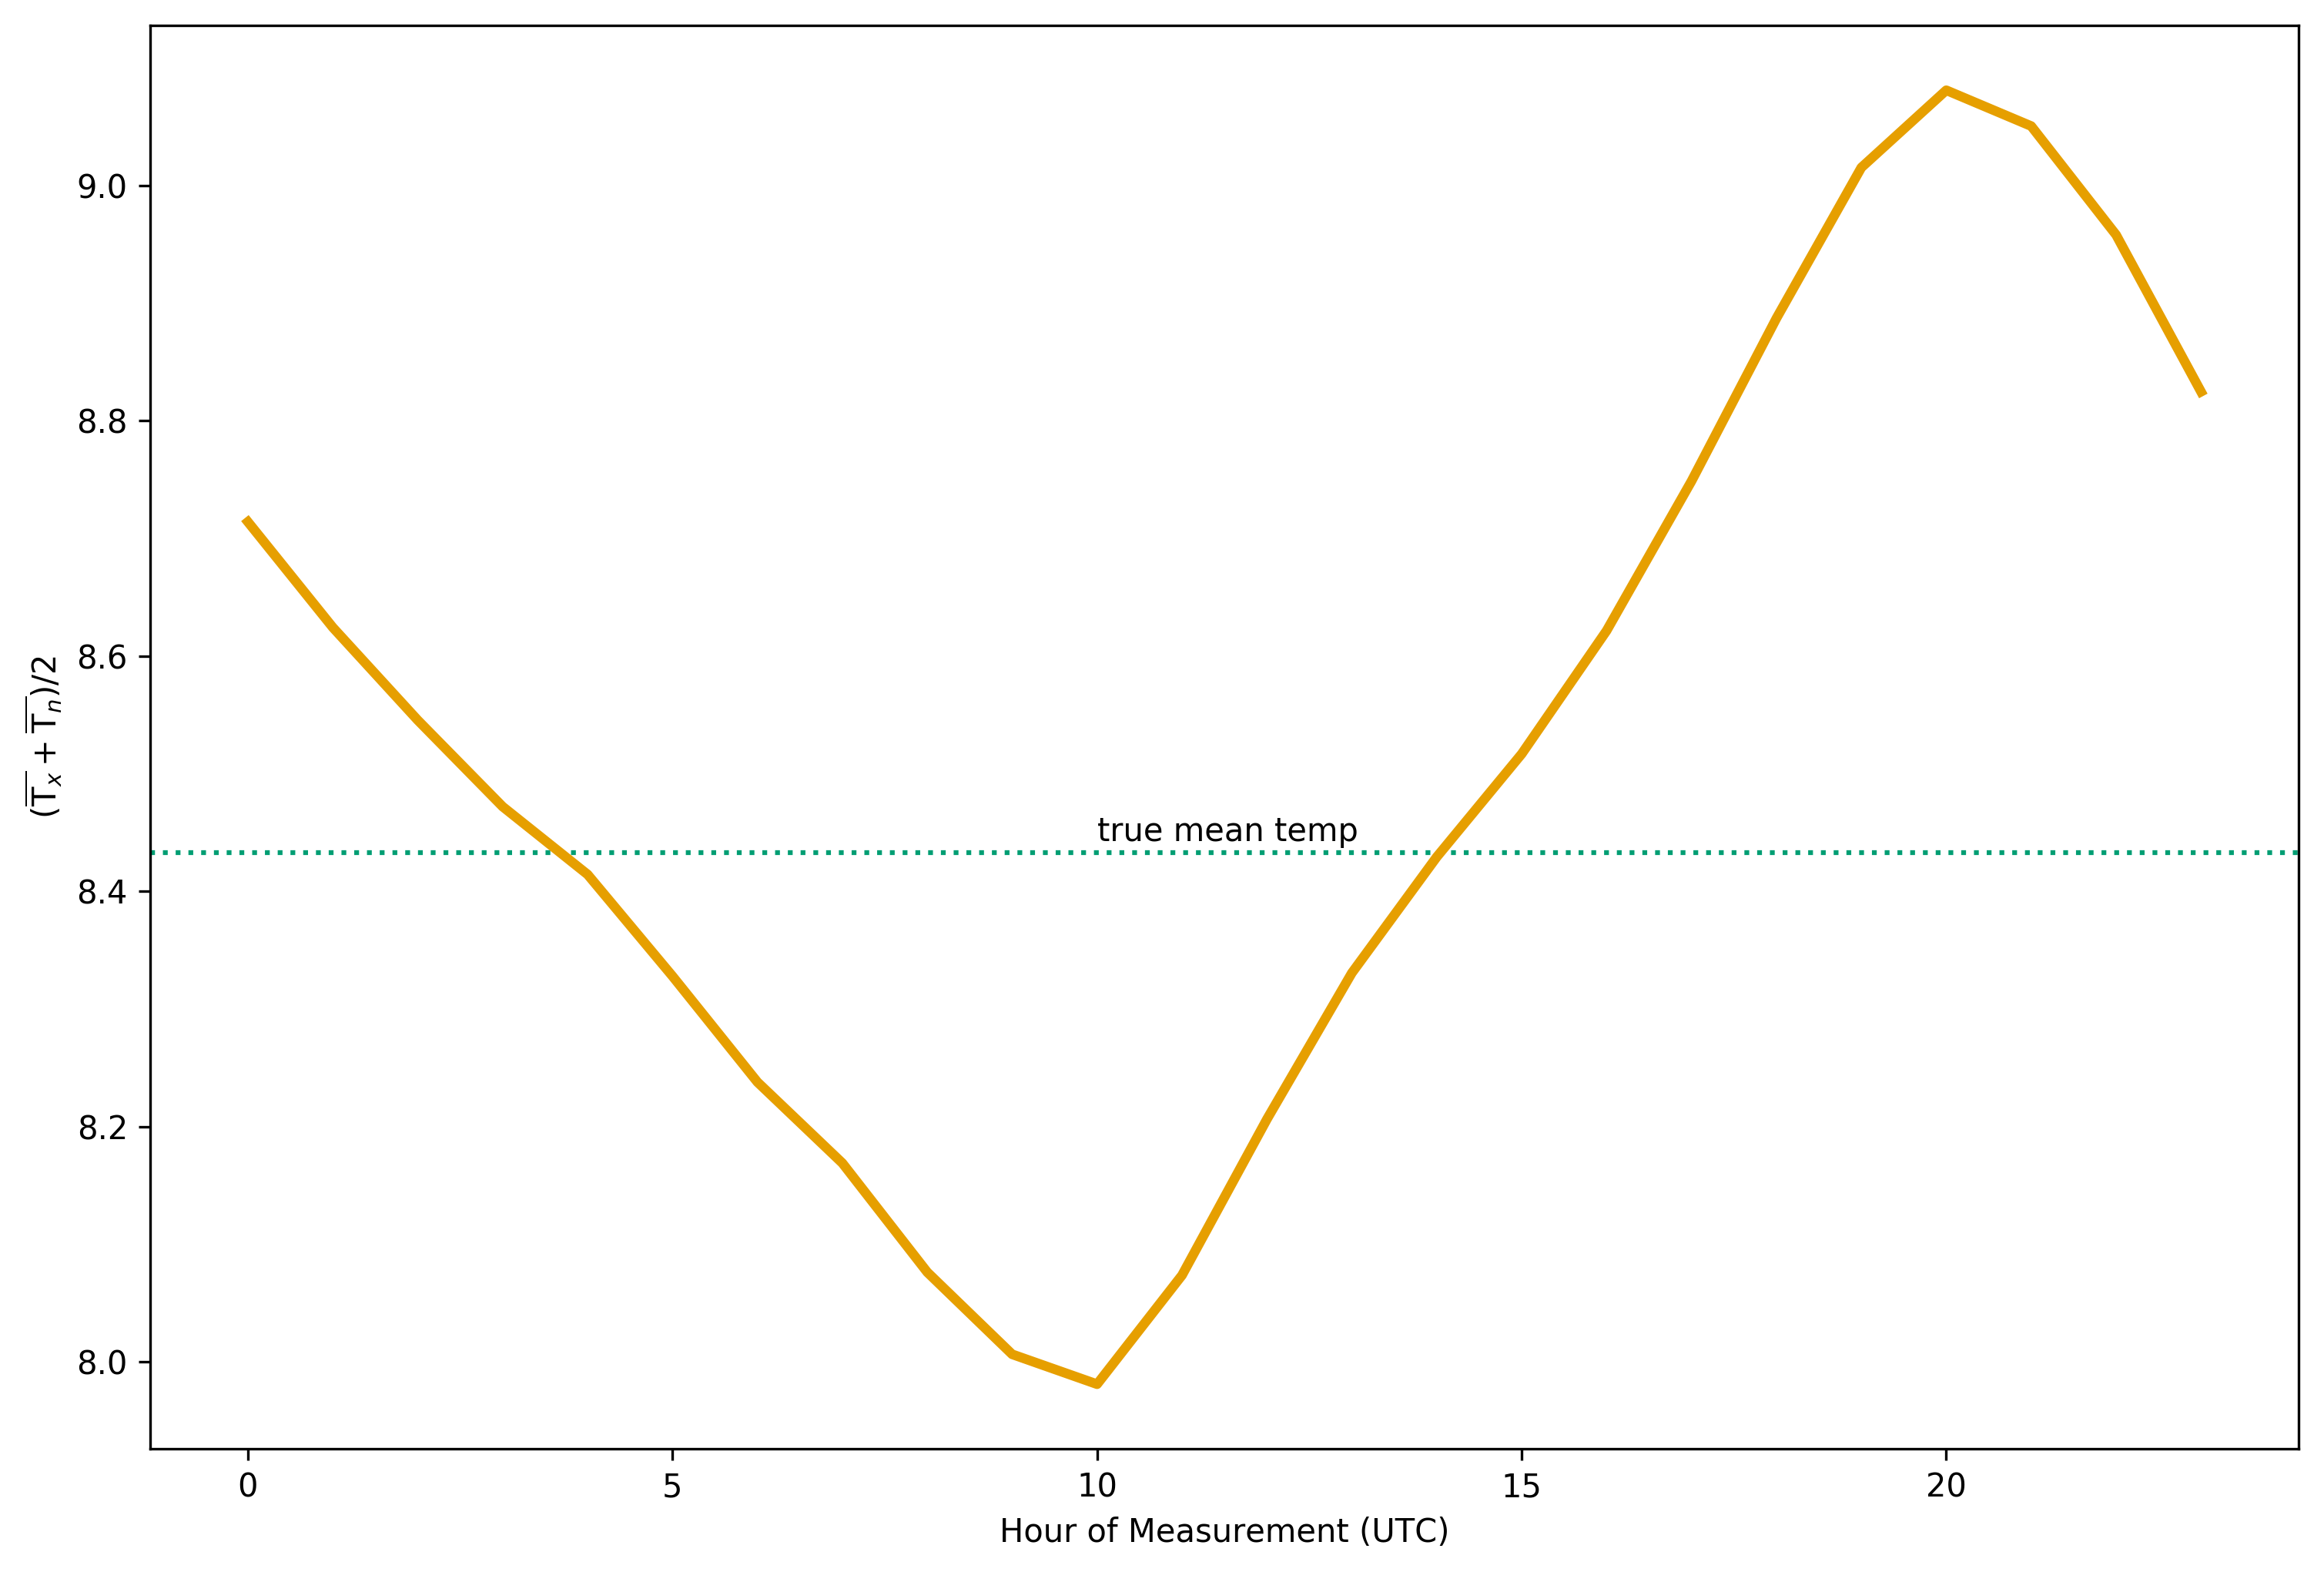 9.0
8.8
8.6
8.4
8.2
8.0
(T̅ₓ + T̅ₙ)/2
true mean temp
0 5 10 15 20
Hour of Measurement (UTC)